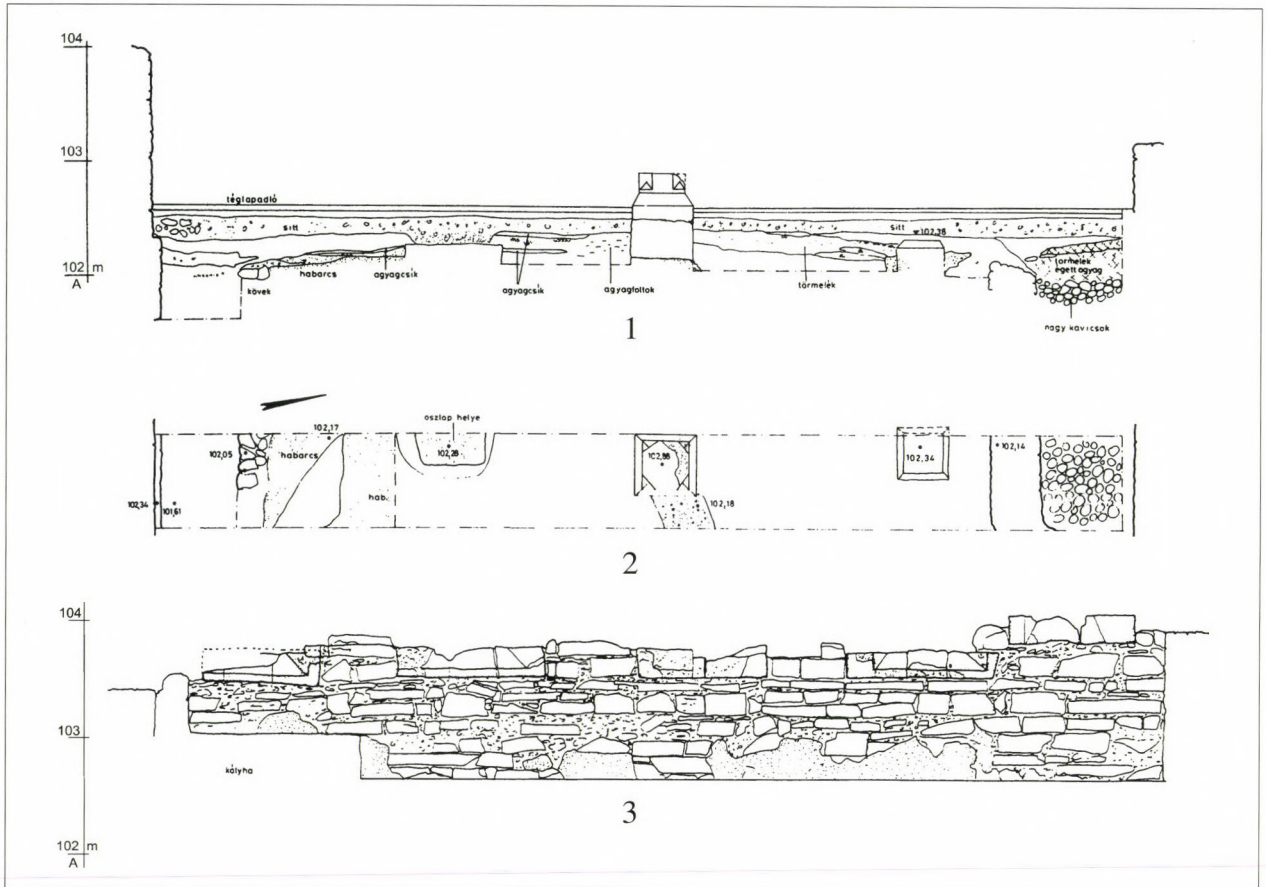 104
103
102 m
A
téglapadló
sitt
sitt
102,38
habarcs
agyagcsík
kövek
agyagcsík
agyagfoltok
törmelék
törmelék
égett agyag
nagy kavicsok
1
oszlop helye
102,17
102,05
habarcs
102,28
102,88
102,34
102,14
hab.
102,34
101,61
102,18
2
104
103
kályha
102 m
A
3